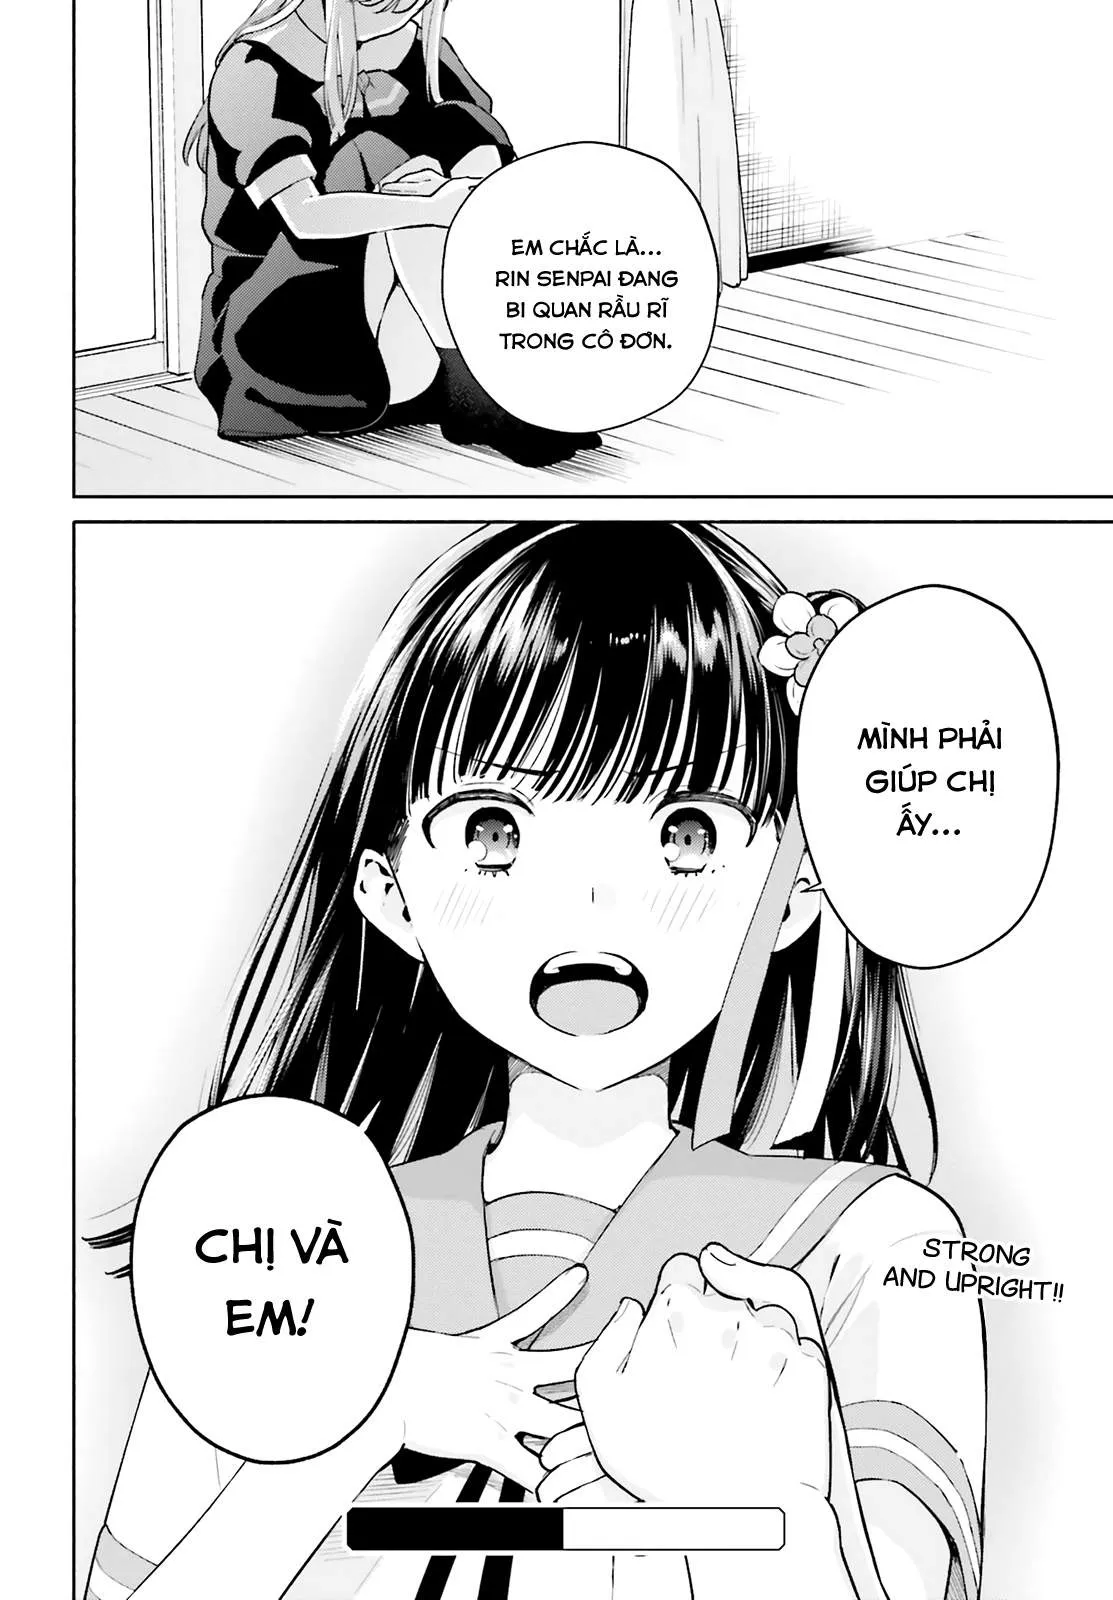 EM CHẮC LÀ...
RIN SENPAI ĐANG
BI QUAN RẦU RĨ
TRONG CÔ ĐƠN.
MÌNH PHẢI
GIÚP CHỊ
ẤY...
CHỊ VÀ
EM!
STRONG
AND UPRIGHT!!